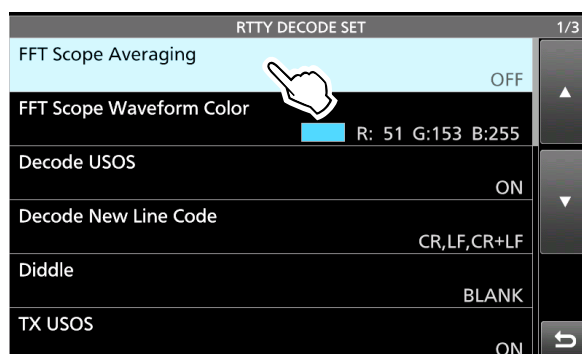 RTTY DECODE SET 1/3
FFT Scope Averaging
OFF
FFT Scope Waveform Color
R: 51 G:153 B:255
Decode USOS
ON
Decode New Line Code
CR,LF,CR+LF
Diddle
BLANK
TX USOS
ON